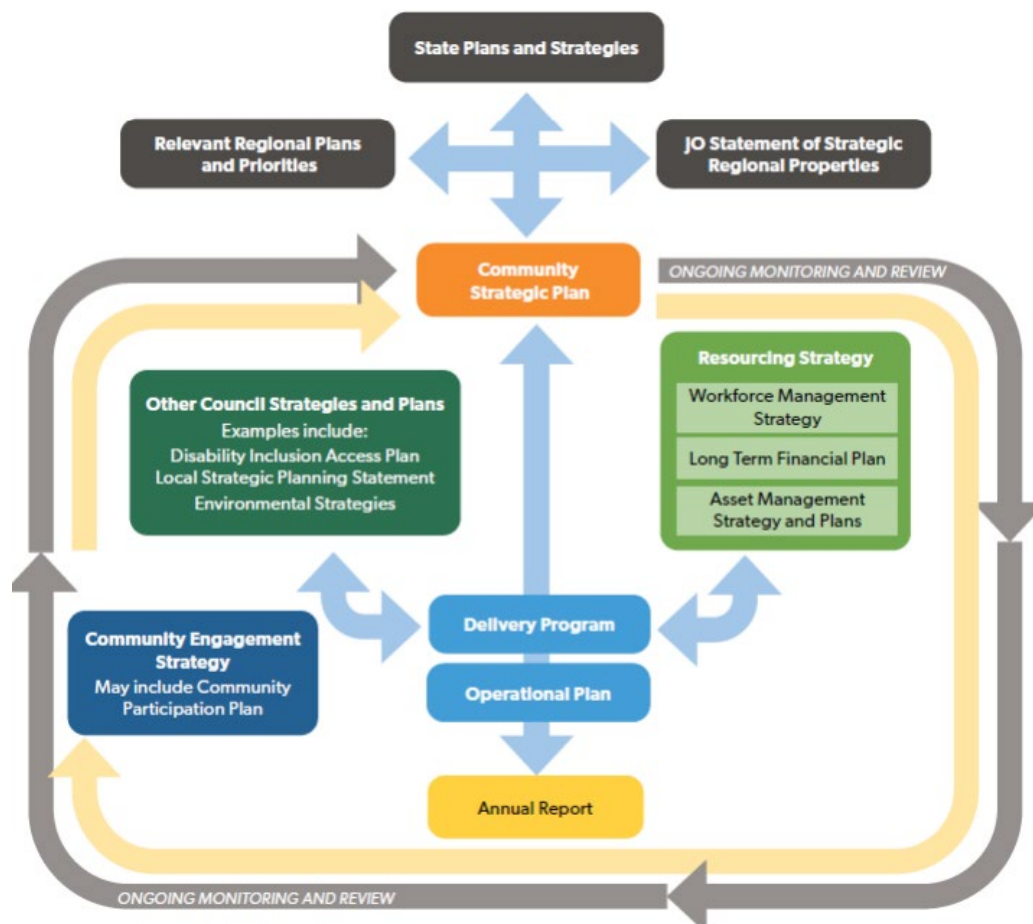 State Plans and Strategies
Relevant Regional Plans
and Priorities
JO Statement of Strategic
Regional Properties
Community
Strategic Plan
ONGOING MONITORING AND REVIEW
Other Council Strategies and Plans
Examples include:
Disability Inclusion Access Plan
Local Strategic Planning Statement
Environmental Strategies
Resourcing Strategy
Workforce Management
Strategy
Long Term Financial Plan
Asset Management
Strategy and Plans
Community Engagement
Strategy
May include Community
Participation Plan
Delivery Program
Operational Plan
Annual Report
ONGOING MONITORING AND REVIEW